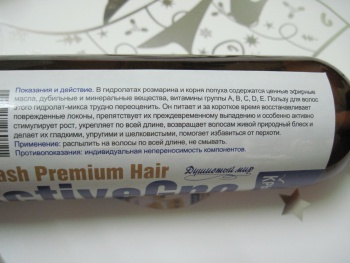 Показания и действие. В гидролатах розмарина и корня лопуха содержатся ценные эфирные
масла, дубильные и минеральные вещества, витамины группы А, В, С, D, Е. Пользу для волос
этого гидролат-микса трудно переоценить. Он питает и за короткое время восстанавливает
поврежденные локоны, препятствует их преждевременному выпадению и особенно активно
стимулирует рост, укрепляет по всей длине, возвращает волосам живой природный блеск и
делает их гладкими, упругими и шелковистыми, помогает избавиться от перхоти.
Применение: распылить на волосы по всей длине, не смывать.
Противопоказания: индивидуальная непереносимость компонентов.
ash Premium Hair
Душистый мир